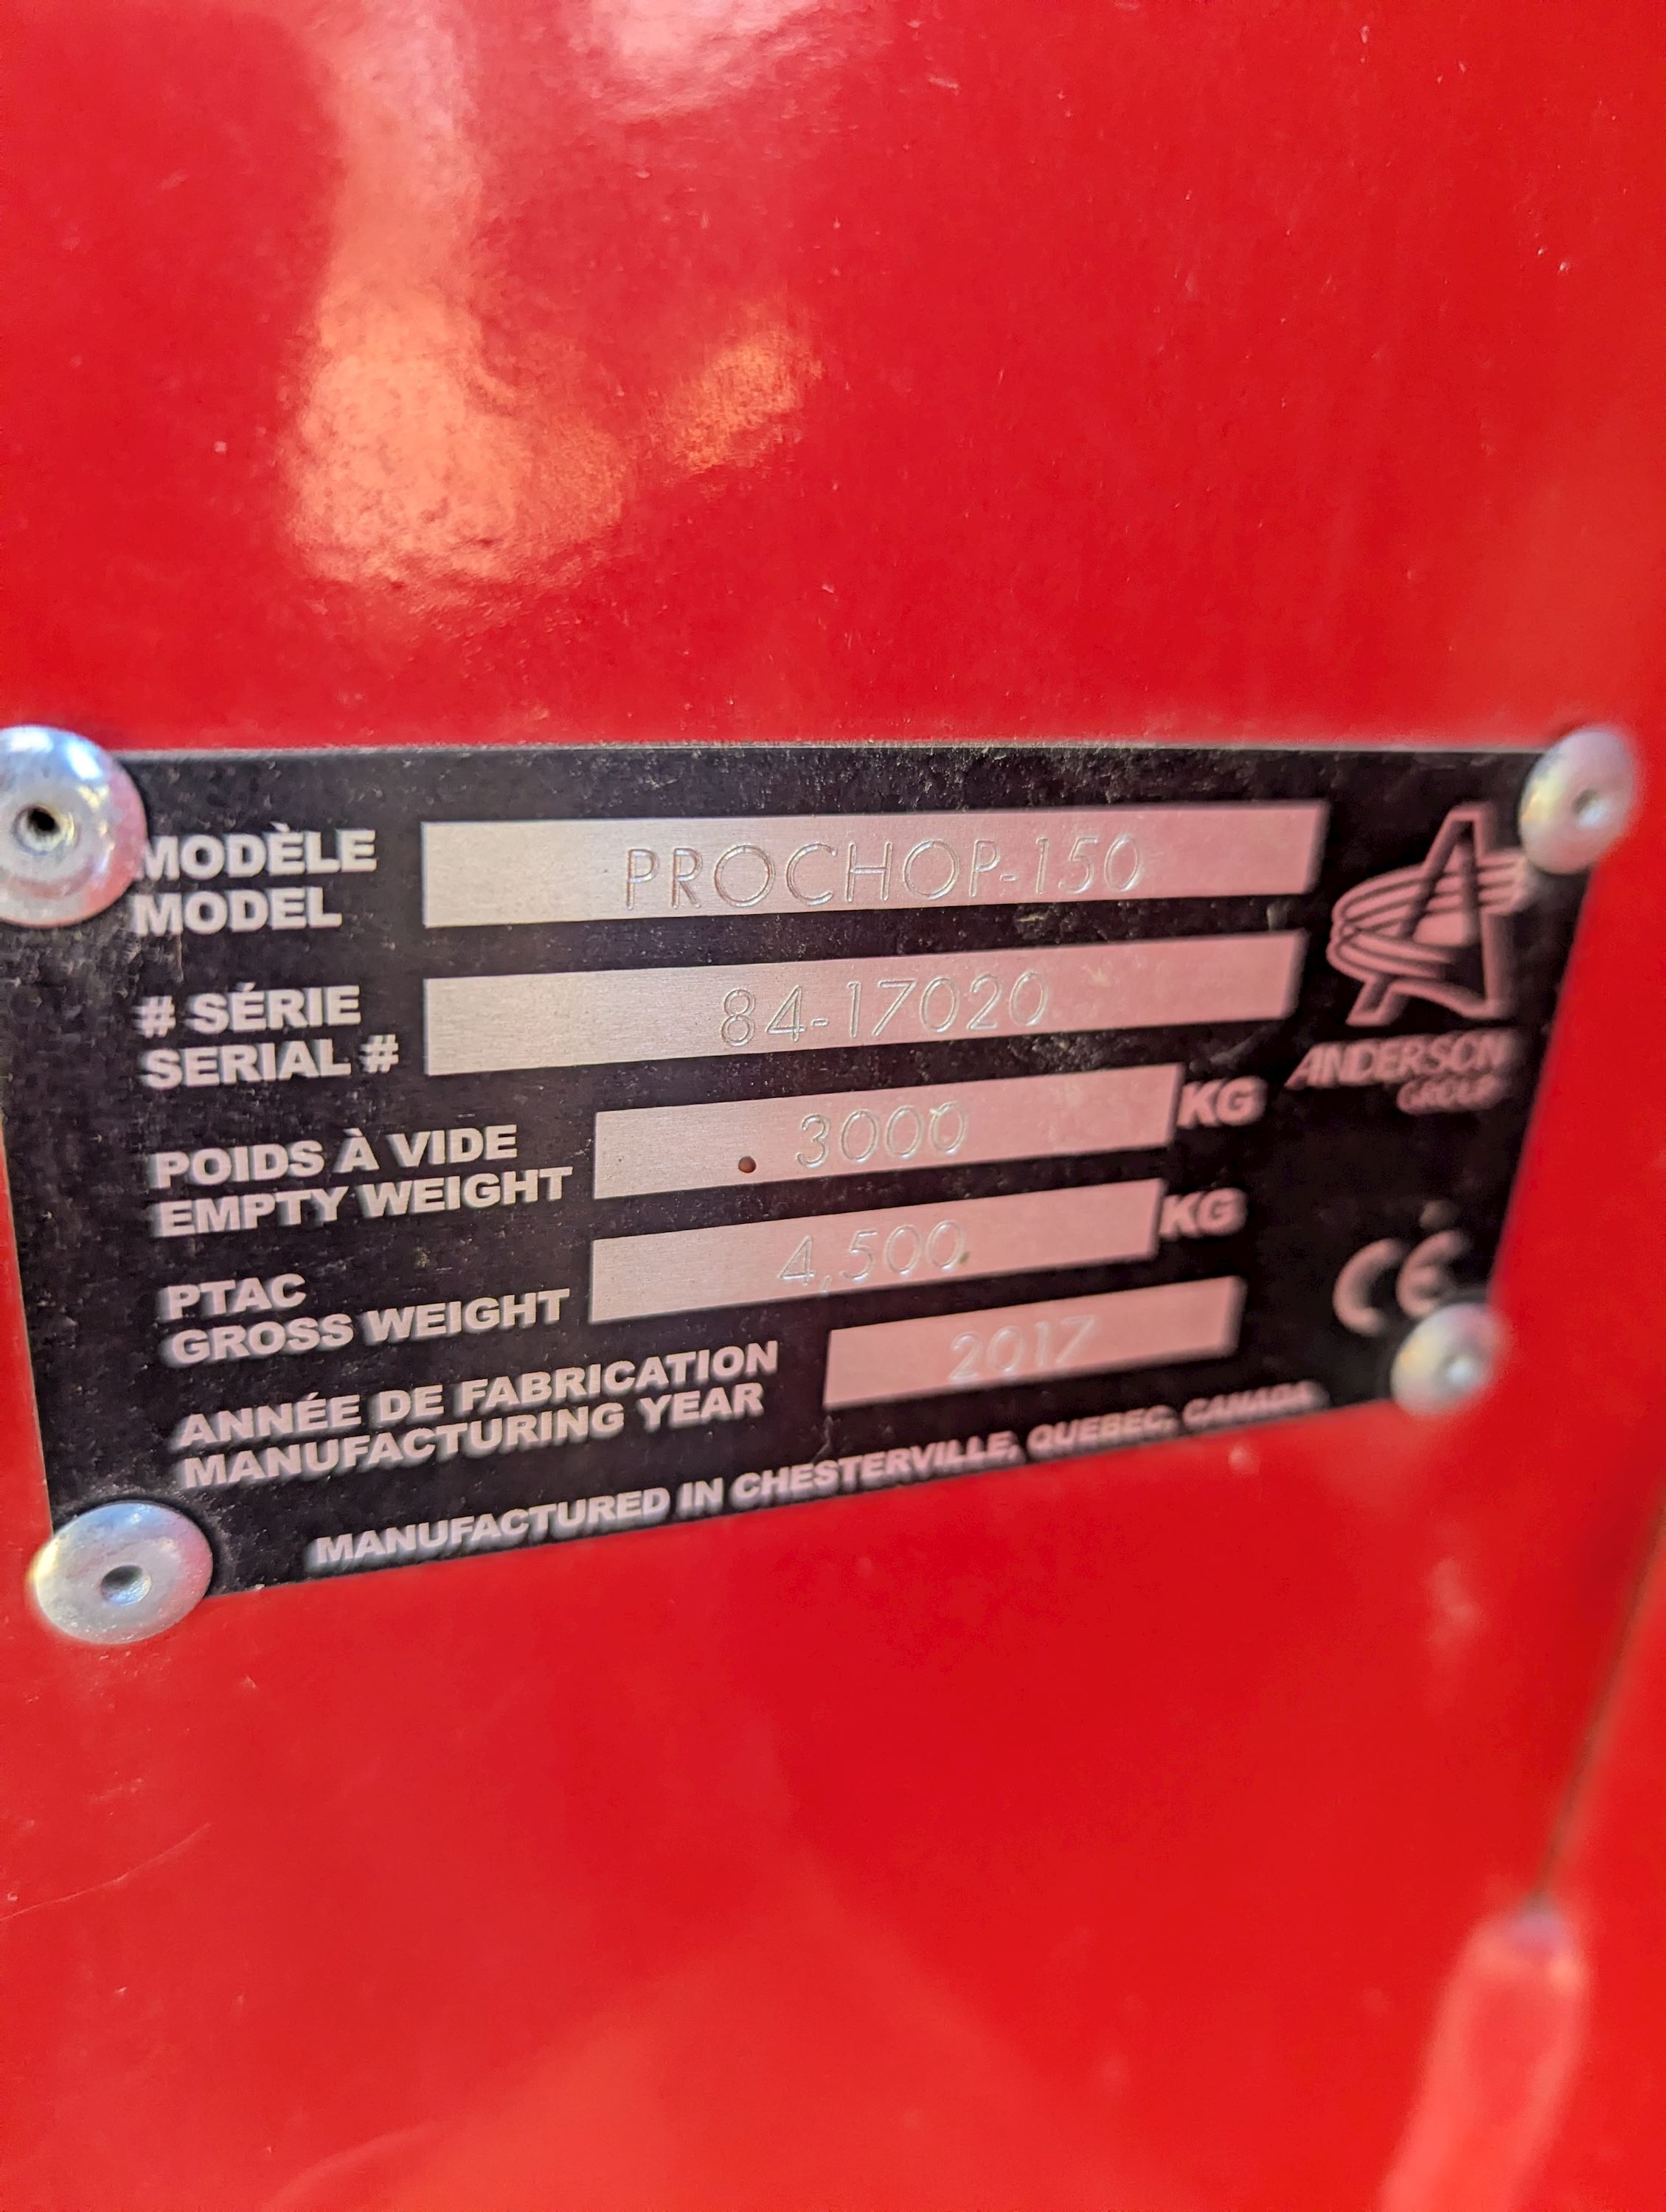 MODÈLE
MODEL
PROCHOP-150
# SÉRIE
SERIAL #
84-17020
POIDS À VIDE
EMPTY WEIGHT
3000 KG
PTAC
GROSS WEIGHT
4,500 KG
ANNÉE DE FABRICATION
MANUFACTURING YEAR
2017
MANUFACTURED IN CHESTERVILLE, QUEBEC, CANADA
ANDERSON
GROUP
CE